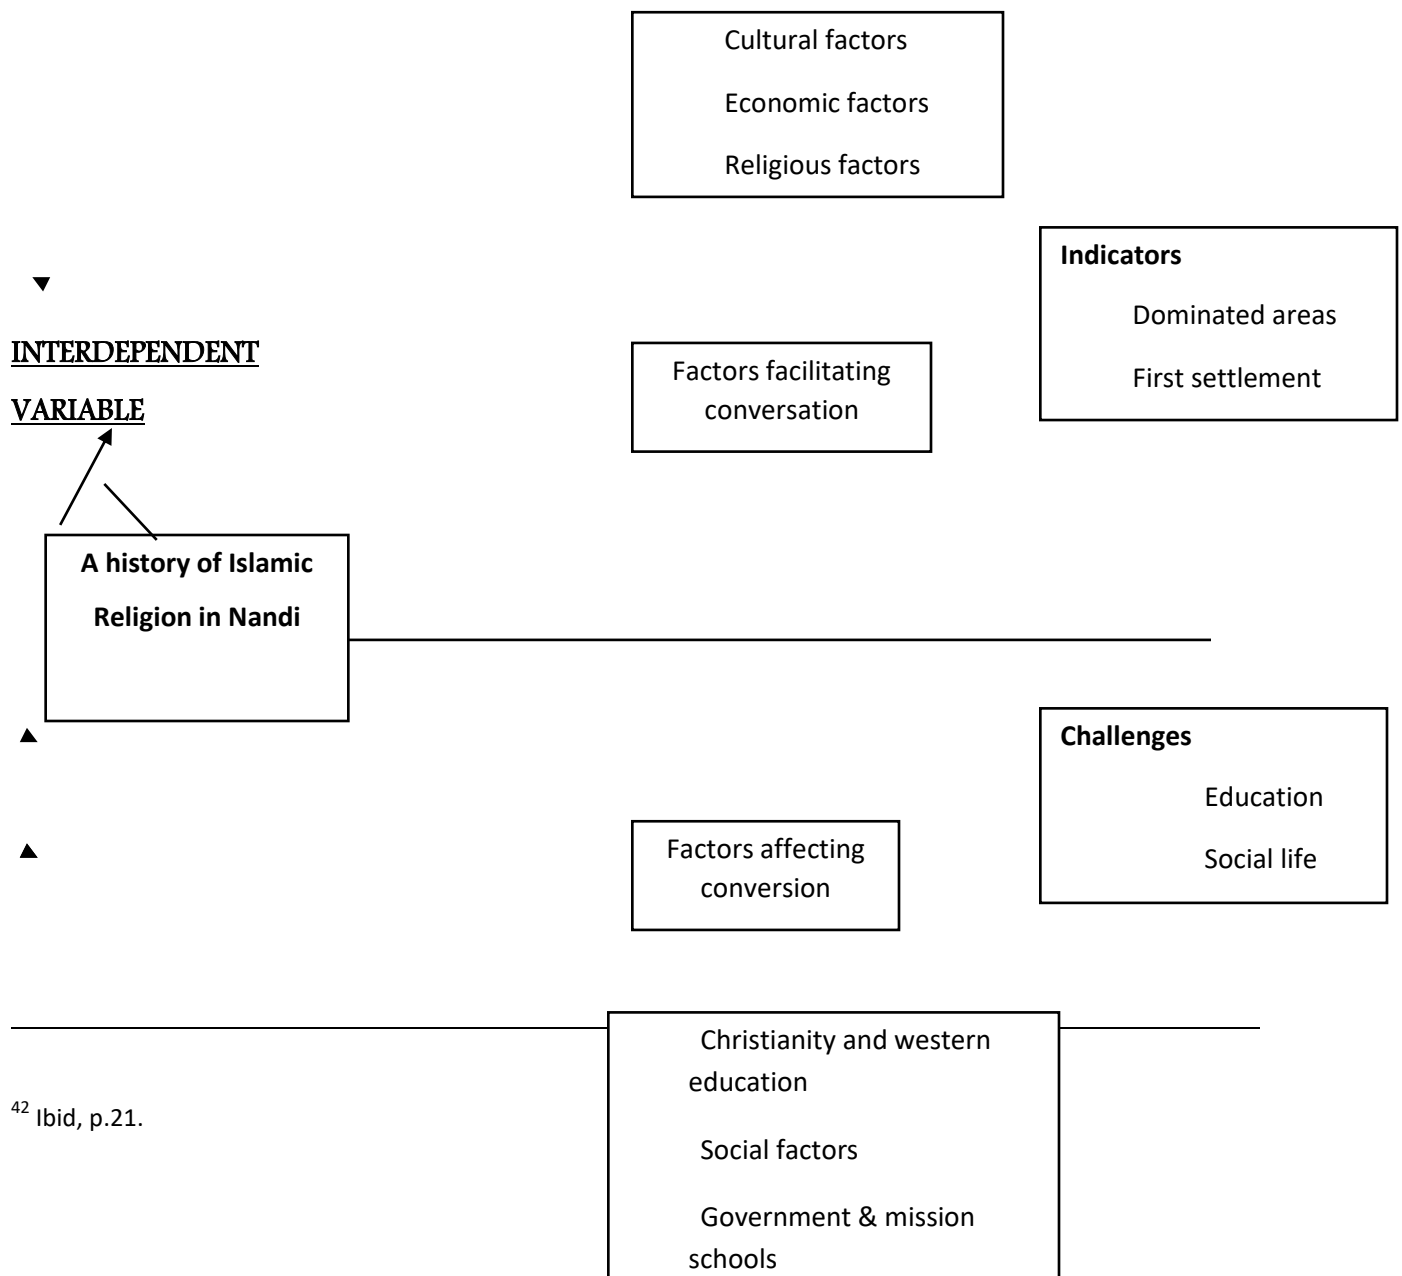 Cultural factors
Economic factors
Religious factors
Indicators
Dominated areas
First settlement
INTERDEPENDENT
VARIABLE
Factors facilitating
conversation
A history of Islamic
Religion in Nandi
Challenges
Education
Social life
Factors affecting
conversion
Christianity and western
education
Social factors
Government & mission
schools
42 Ibid, p.21.